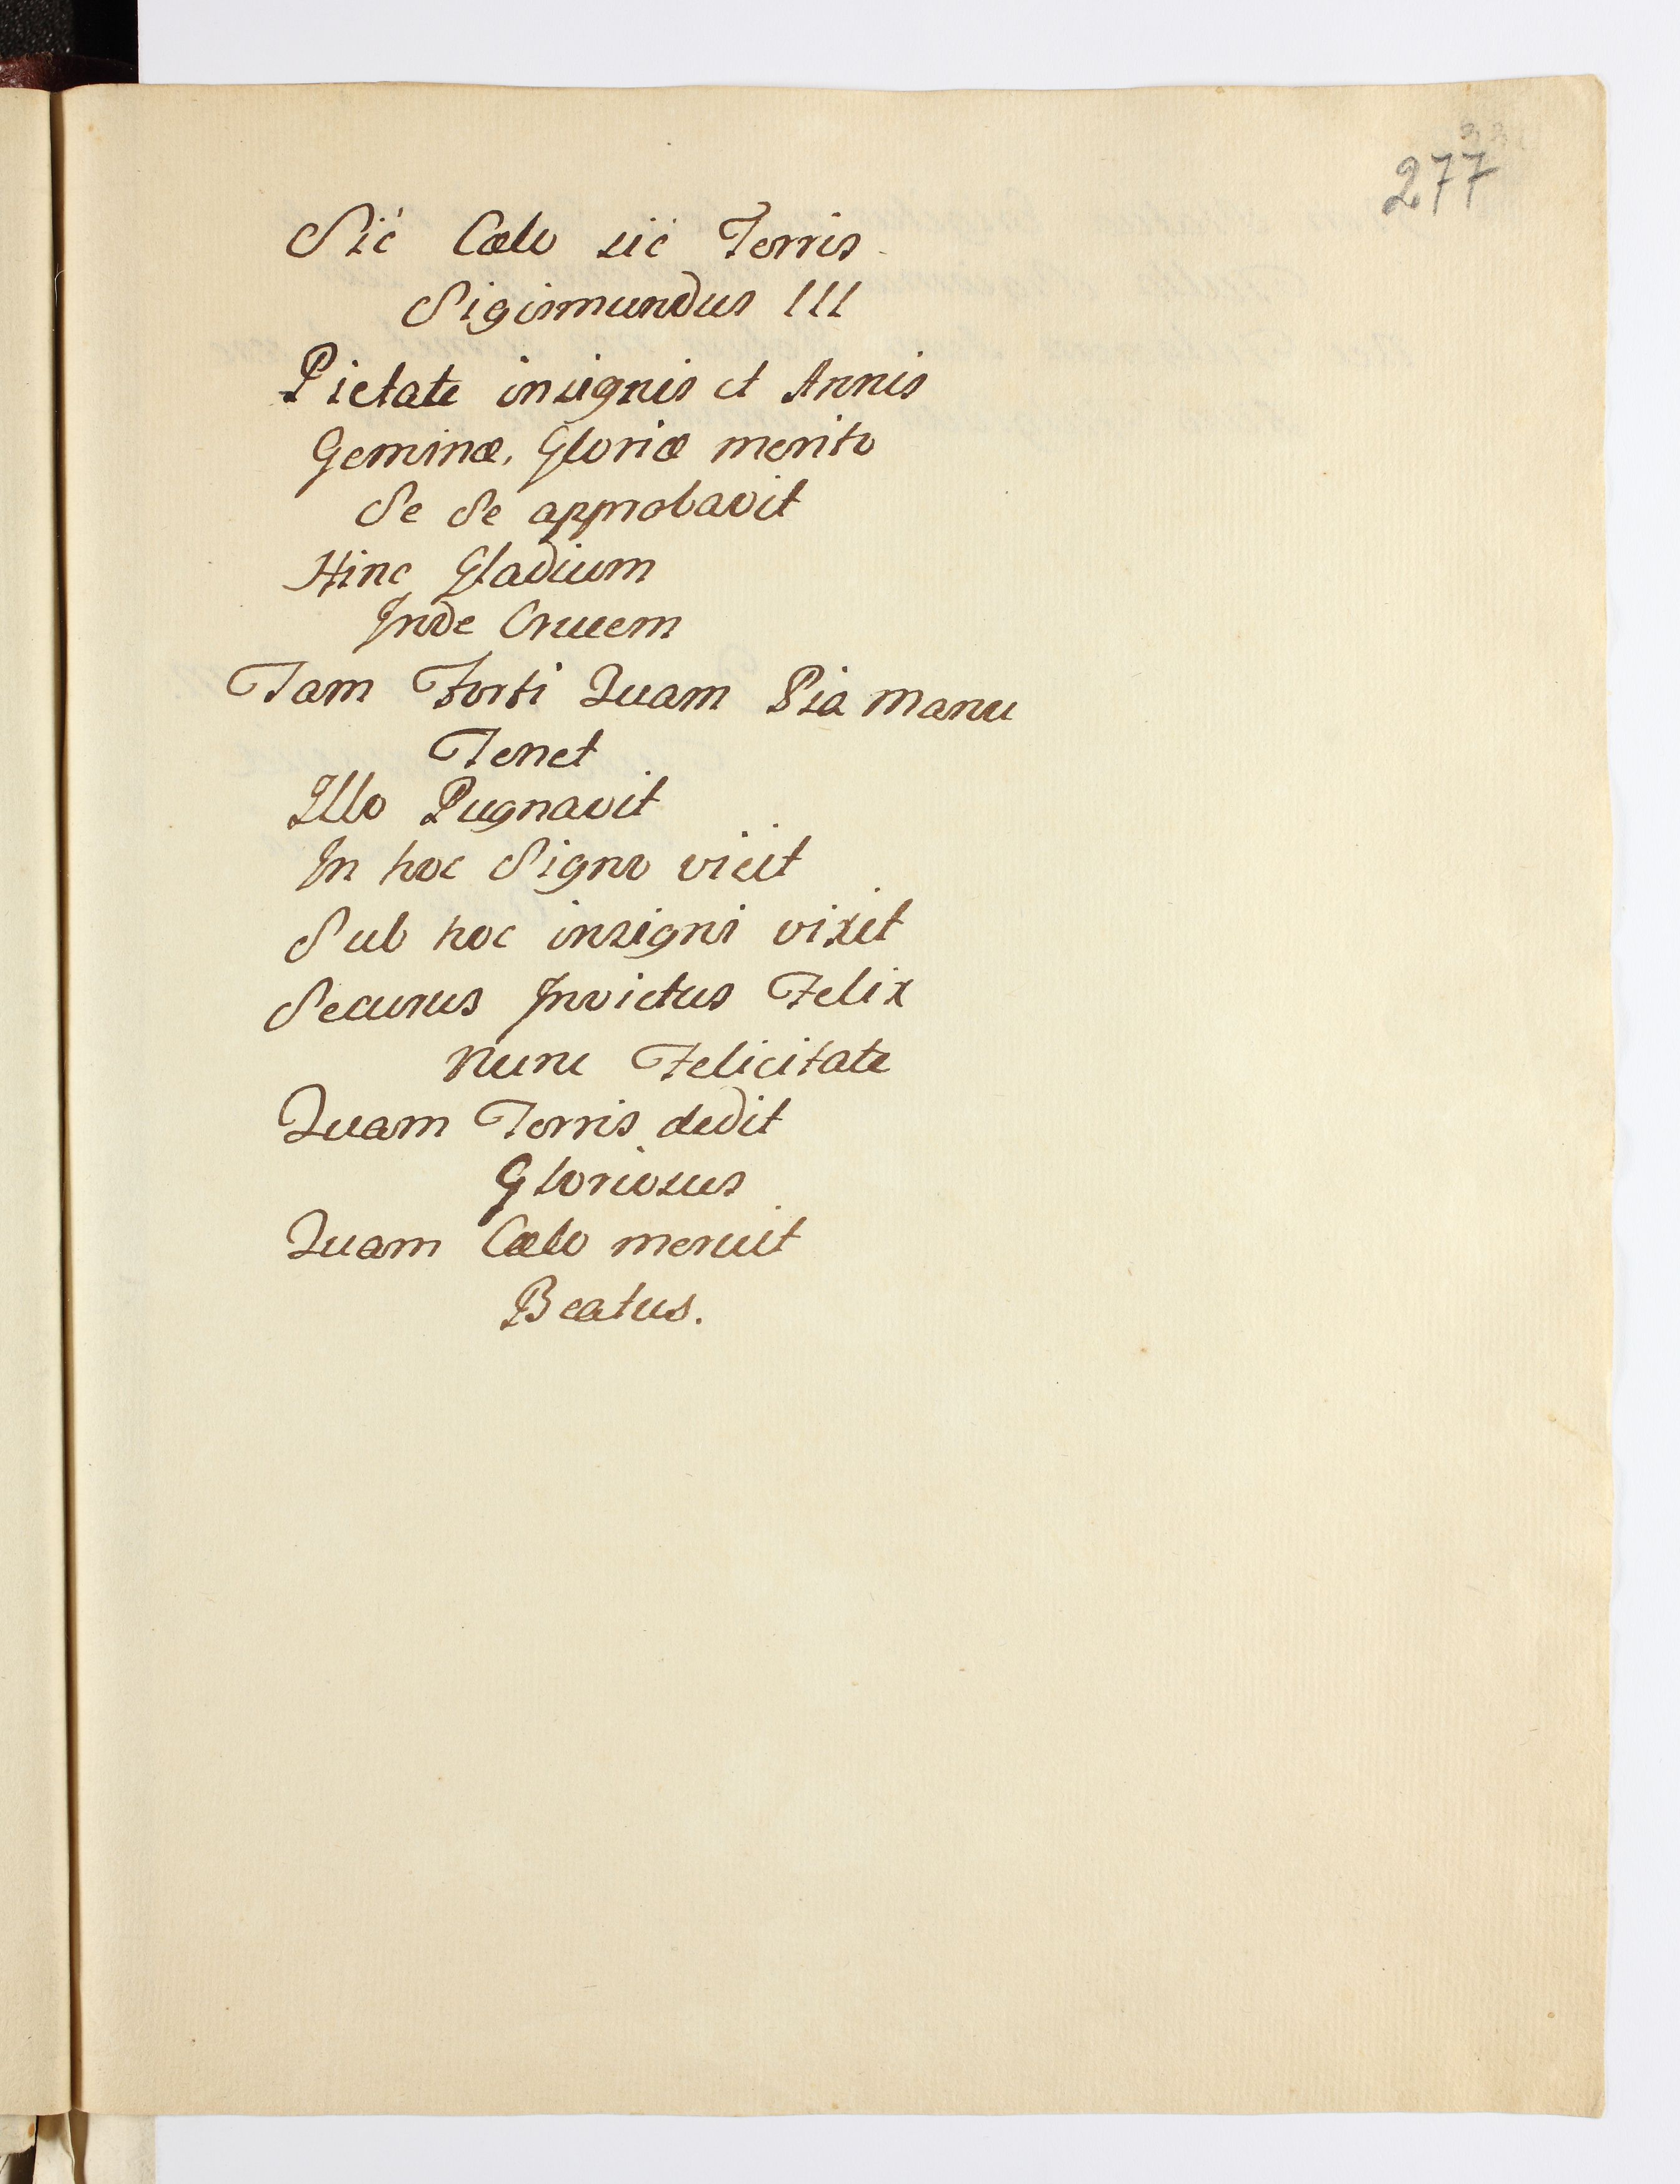 277
Sic Cœlo sic Terris
Sigismundus III
Pietate insignis et Annis
Geminæ, Gloriæ merito
Se Se approbavit
Hinc Gladium
Inde Crucem
Tam Forti Quam Pia manu
Tenet
Illo Pugnavit
In hoc Signo vicit
Sub hoc insigni vixit
Securus Invictus Felix
nunc Felicitate
Quam Terris dedit
Gloriosus
Quam Cœlo meruit
Beatus.